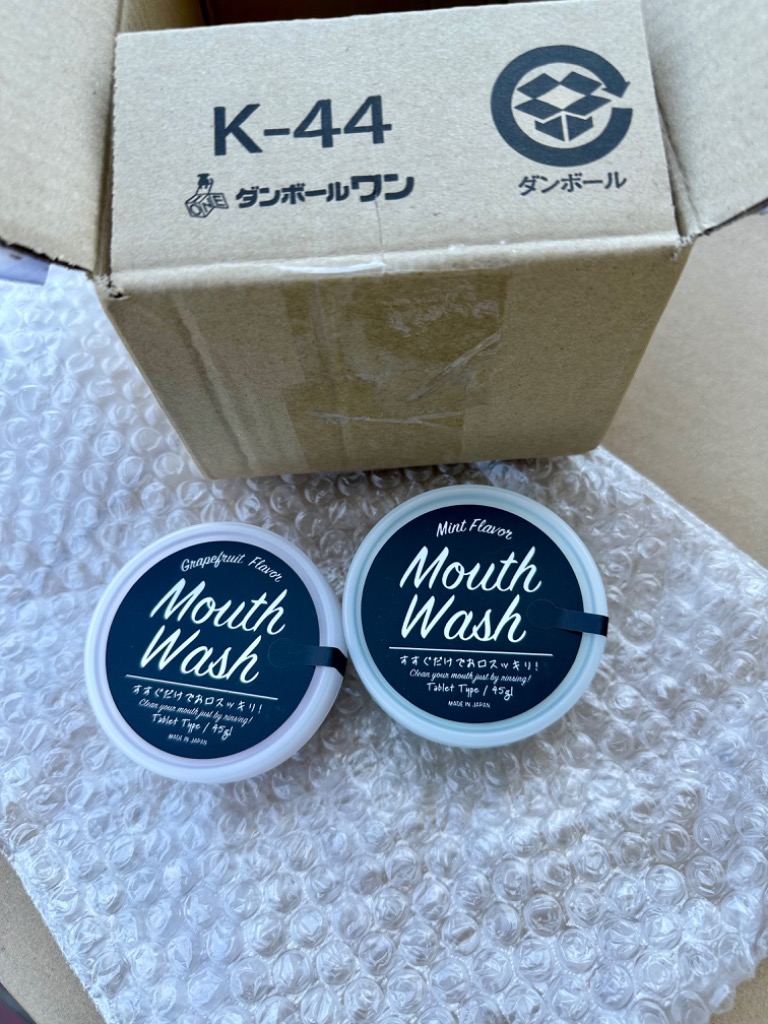 K-44
ONE ダンボールワン
ダンボール
Grapefruit Flavor
Mouth
Wash
すすぐだけでお口スッキリ!
Clean your mouth just by rinsing!
Tablet Type / 45g
MADE IN JAPAN
Mint Flavor
Mouth
Wash
すすぐだけでお口スッキリ!
Clean your mouth just by rinsing!
Tablet Type / 45g
MADE IN JAPAN